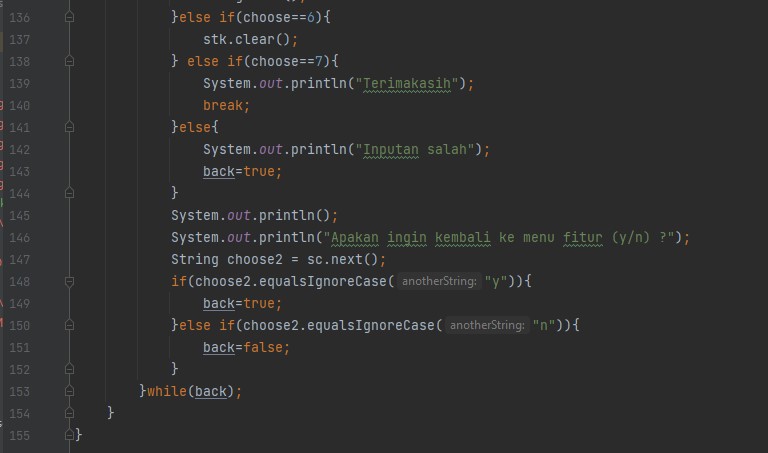 136 }else if(choose==6){
137 stk.clear();
138 } else if(choose==7){
139 System.out.println("Terimakasih");
140 break;
141 }else{
142 System.out.println("Inputan salah");
143 back=true;
144 }
145 System.out.println();
146 System.out.println("Apakan ingin kembali ke menu fitur (y/n) ?");
147 String choose2 = sc.next();
148 if(choose2.equalsIgnoreCase( anotherString: "y")){
149 back=true;
150 }else if(choose2.equalsIgnoreCase( anotherString: "n")){
151 back=false;
152 }
153 }while(back);
154 }
155 }